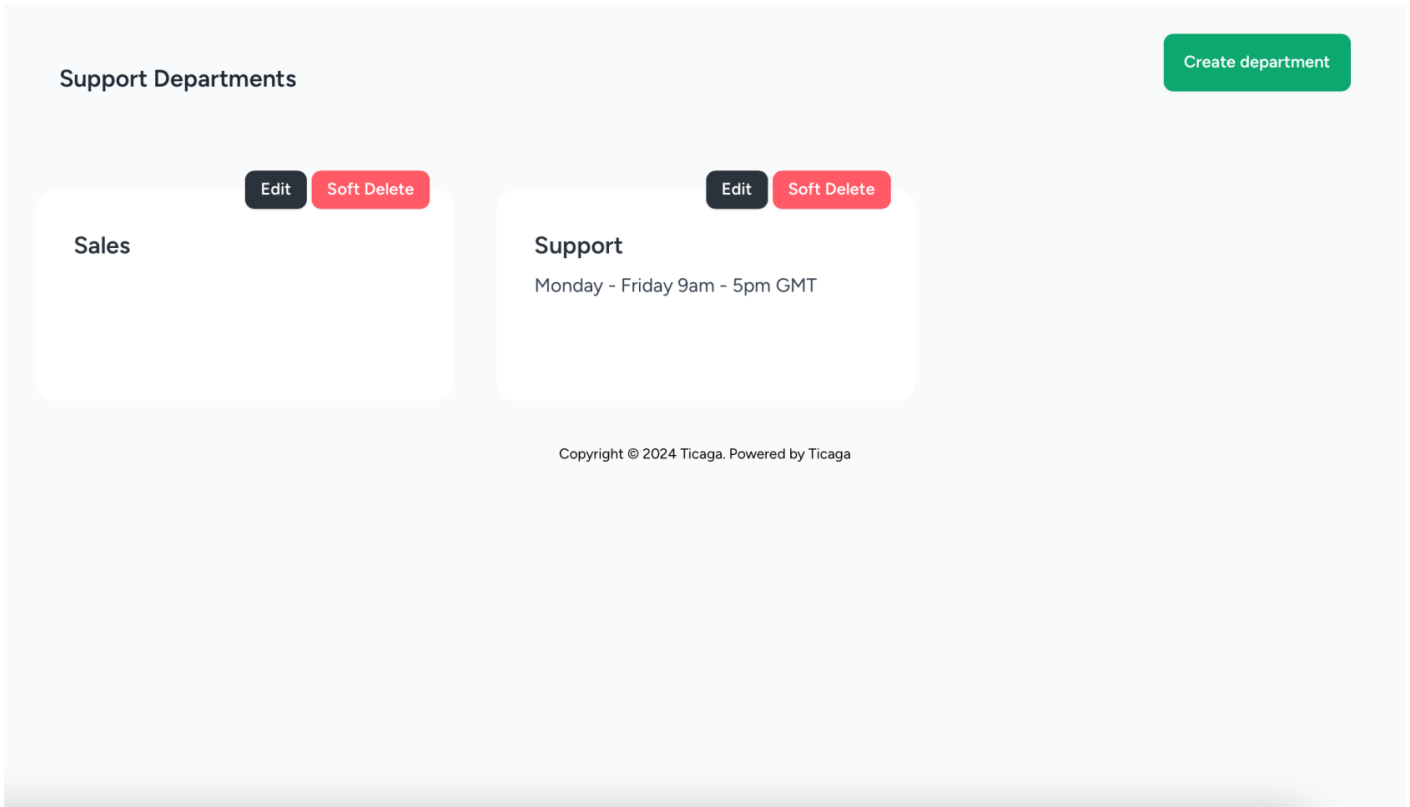 Create department
Support Departments
Edit Soft Delete
Sales
Edit Soft Delete
Support
Monday - Friday 9am - 5pm GMT
Copyright © 2024 Ticaga. Powered by Ticaga